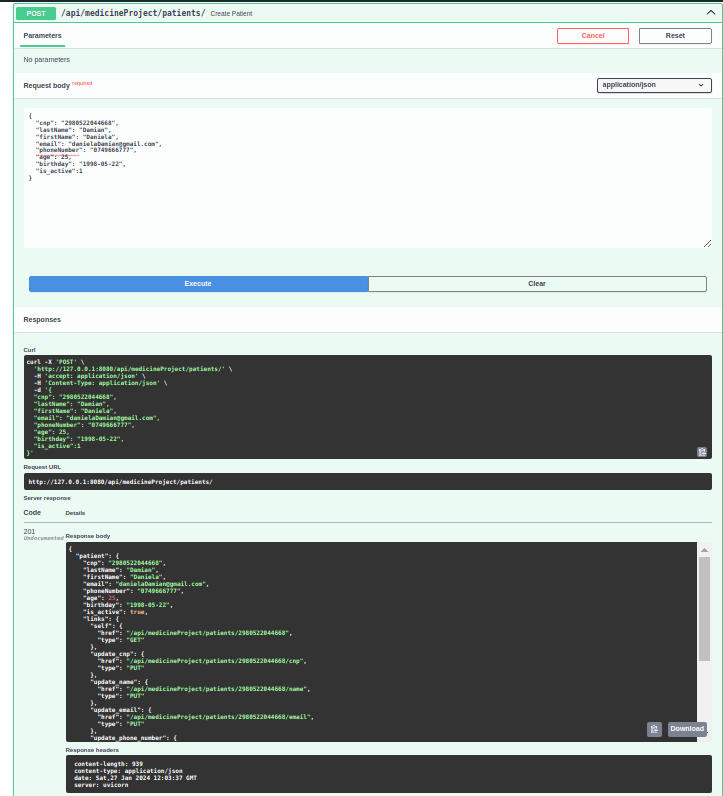 POST /api/medicineProject/patients/ Create Patient
Parameters
Cancel
Reset
No parameters
Request body required
application/json
{
"cnp": "2980522044668",
"lastName": "Damian",
"firstName": "Daniela",
"email": "danielaDamian@gmail.com",
"phoneNumber": "0749666777",
"age": 25,
"birthday": "1998-05-22",
"is_active":1
}
Execute
Clear
Responses
Curl
curl -X 'POST' \
'http://127.0.0.1:8080/api/medicineProject/patients/' \
-H 'accept: application/json' \
-H 'Content-Type: application/json' \
-d '{
"cnp": "2980522044668",
"lastName": "Damian",
"firstName": "Daniela",
"email": "danielaDamian@gmail.com",
"phoneNumber": "0749666777",
"age": 25,
"birthday": "1998-05-22",
"is_active":1
}'
Request URL
http://127.0.0.1:8080/api/medicineProject/patients/
Server response
Code
Details
201
Undocumented
Response body
{
"patient": {
"cnp": "2980522044668",
"lastName": "Damian",
"firstName": "Daniela",
"email": "danielaDamian@gmail.com",
"phoneNumber": "0749666777",
"age": 25,
"birthday": "1998-05-22",
"is_active": true,
"links": {
"self": {
"href": "/api/medicineProject/patients/2980522044668",
"type": "GET"
},
"update_cnp": {
"href": "/api/medicineProject/patients/2980522044668/cnp",
"type": "PUT"
},
"update_name": {
"href": "/api/medicineProject/patients/2980522044668/name",
"type": "PUT"
},
"update_email": {
"href": "/api/medicineProject/patients/2980522044668/email",
"type": "PUT"
},
"update_phone_number": {
Download
Response headers
content-length: 939
content-type: application/json
date: Sat,27 Jan 2024 12:03:37 GMT
server: uvicorn